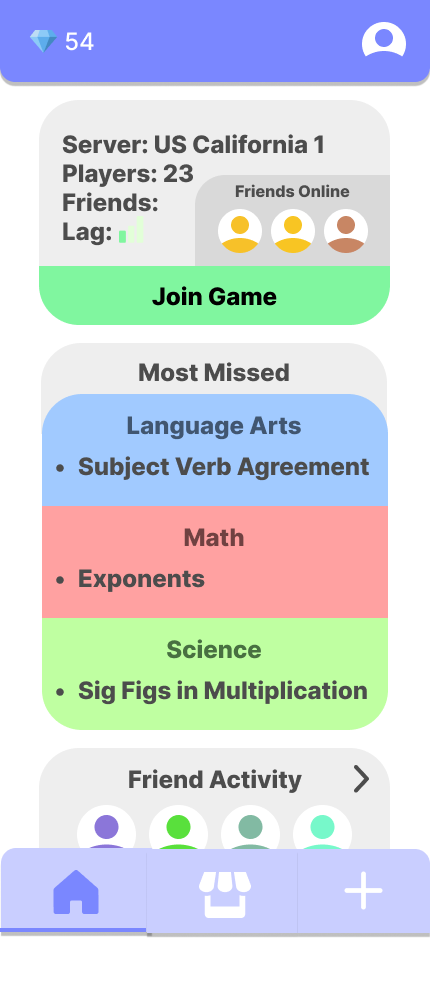 54
Server: US California 1
Players: 23
Friends:
Lag:
Friends Online
Join Game
Most Missed
Language Arts
• Subject Verb Agreement
Math
• Exponents
Science
• Sig Figs in Multiplication
Friend Activity